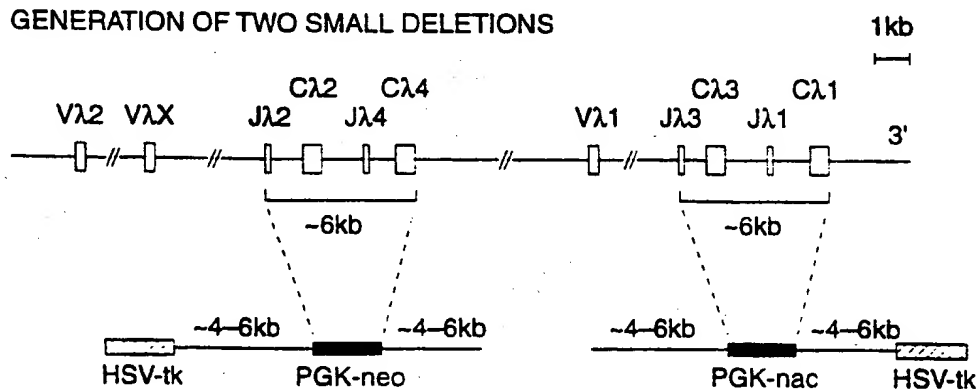 GENERATION OF TWO SMALL DELETIONS
1kb
Cλ2 Cλ4 Cλ3 Cλ1
Vλ2 VλX Jλ2 Jλ4 Vλ1 Jλ3 Jλ1 3'
~6kb ~6kb
~4–6kb ~4–6kb ~4–6kb ~4–6kb
HSV-tk PGK-neo PGK-nac HSV-tk